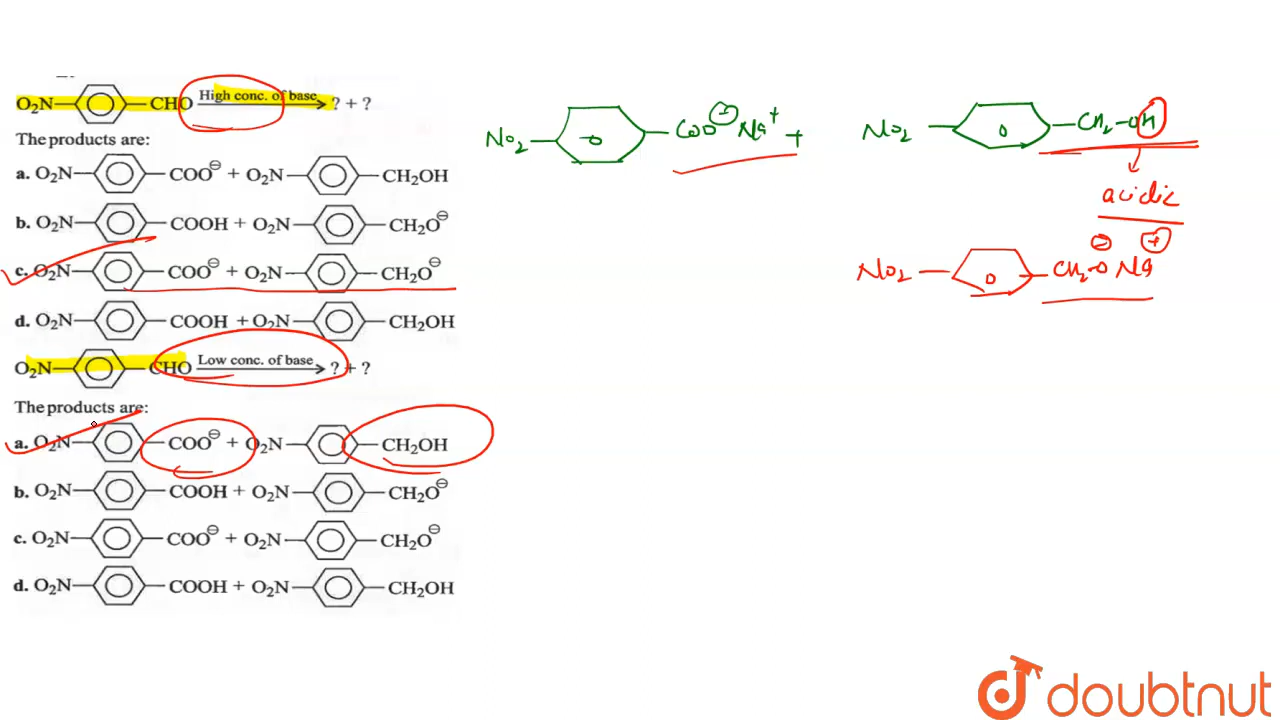 O₂N CHO High conc. of base ? + ?
The products are:
a. O₂N COO⊖ + O₂N CH₂OH
b. O₂N COOH + O₂N CH₂O⊖
c. O₂N COO⊖ + O₂N CH₂O⊖
d. O₂N COOH + O₂N CH₂OH
O₂N CHO Low conc. of base ? + ?
The products are:
a. O₂N COO⊖ + O₂N CH₂OH
b. O₂N COOH + O₂N CH₂O⊖
c. O₂N COO⊖ + O₂N CH₂O⊖
d. O₂N COOH + O₂N CH₂OH
NO₂ COO⊖ Na⁺ + NO₂ CH₂-OH
acidic
⊖ ⊕
NO₂ CH₂-O Na
doubtnut